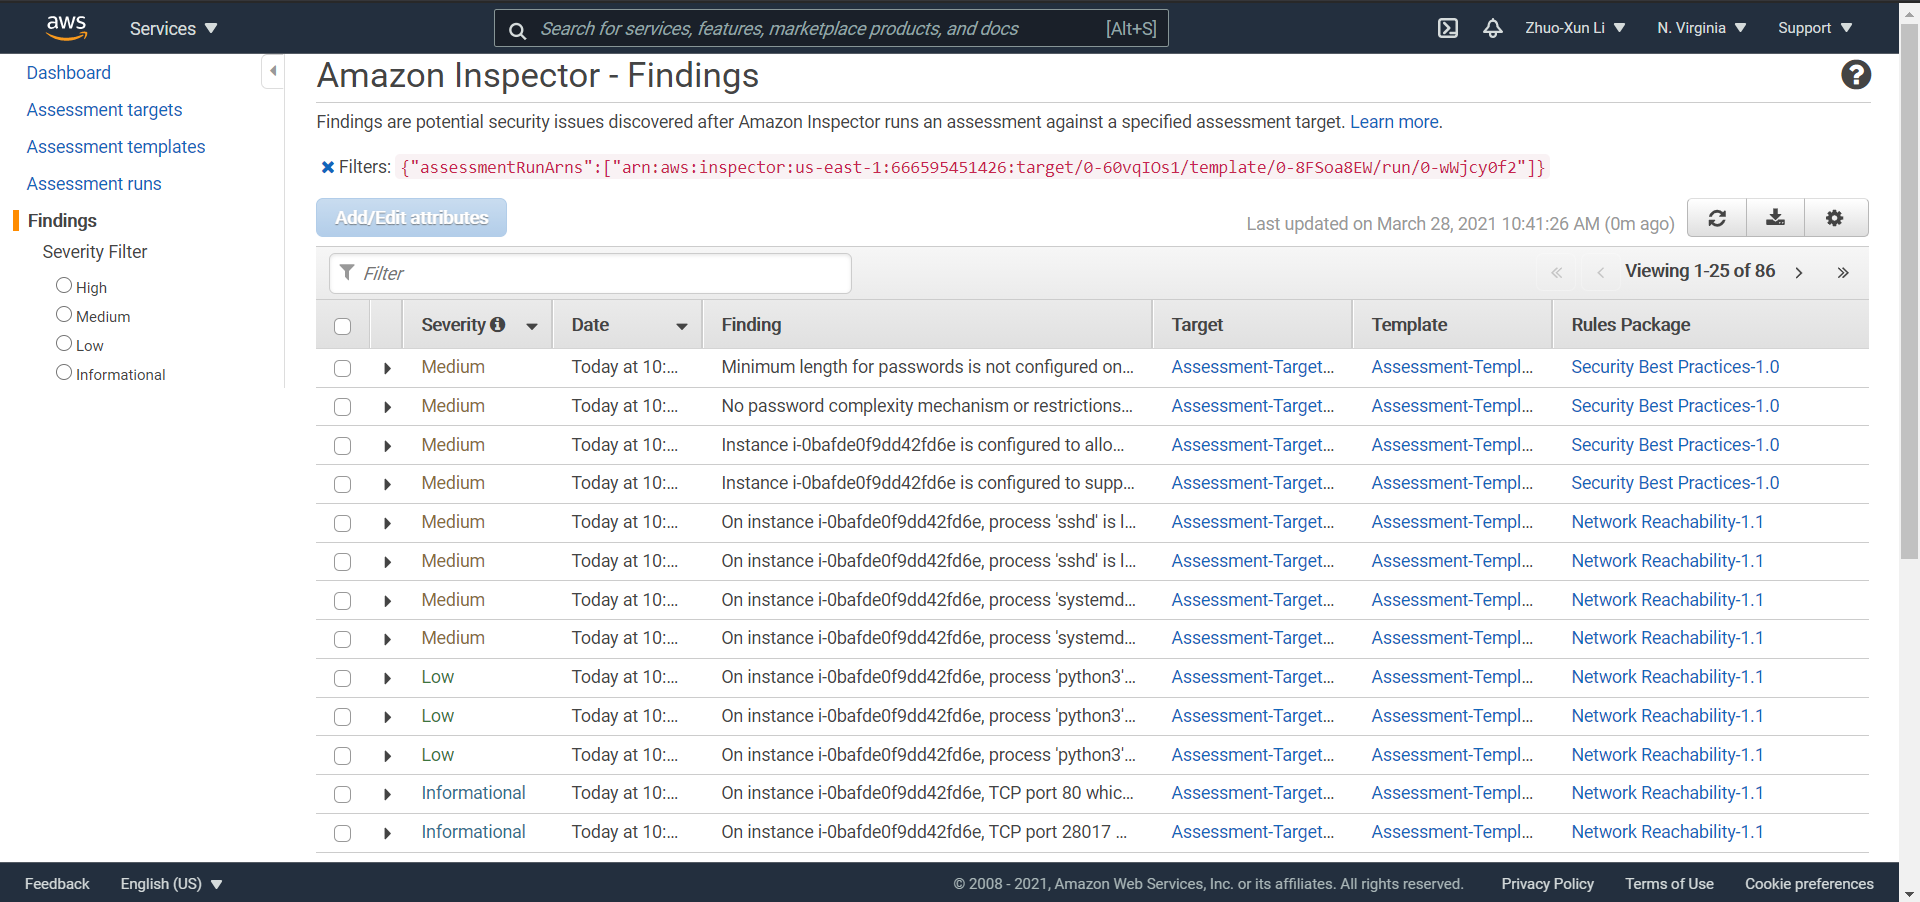 aws Services Search for services, features, marketplace products, and docs [Alt+S] Zhuo-Xun Li N. Virginia Support
Dashboard
Assessment targets
Assessment templates
Assessment runs
Findings
Severity Filter
High
Medium
Low
Informational
Amazon Inspector - Findings
Findings are potential security issues discovered after Amazon Inspector runs an assessment against a specified assessment target. Learn more.
Filters: {"assessmentRunArns":["arn:aws:inspector:us-east-1:666595451426:target/0-60vqIOs1/template/0-8FSoa8EW/run/0-wWjcy0f2"]}
Add/Edit attributes Last updated on March 28, 2021 10:41:26 AM (0m ago)
Filter « ‹ Viewing 1-25 of 86 › »
Severity Date Finding Target Template Rules Package
Medium Today at 10:... Minimum length for passwords is not configured on... Assessment-Target... Assessment-Templ... Security Best Practices-1.0
Medium Today at 10:... No password complexity mechanism or restrictions... Assessment-Target... Assessment-Templ... Security Best Practices-1.0
Medium Today at 10:... Instance i-0bafde0f9dd42fd6e is configured to allo... Assessment-Target... Assessment-Templ... Security Best Practices-1.0
Medium Today at 10:... Instance i-0bafde0f9dd42fd6e is configured to supp... Assessment-Target... Assessment-Templ... Security Best Practices-1.0
Medium Today at 10:... On instance i-0bafde0f9dd42fd6e, process 'sshd' is l... Assessment-Target... Assessment-Templ... Network Reachability-1.1
Medium Today at 10:... On instance i-0bafde0f9dd42fd6e, process 'sshd' is l... Assessment-Target... Assessment-Templ... Network Reachability-1.1
Medium Today at 10:... On instance i-0bafde0f9dd42fd6e, process 'systemd... Assessment-Target... Assessment-Templ... Network Reachability-1.1
Medium Today at 10:... On instance i-0bafde0f9dd42fd6e, process 'systemd... Assessment-Target... Assessment-Templ... Network Reachability-1.1
Low Today at 10:... On instance i-0bafde0f9dd42fd6e, process 'python3'... Assessment-Target... Assessment-Templ... Network Reachability-1.1
Low Today at 10:... On instance i-0bafde0f9dd42fd6e, process 'python3'... Assessment-Target... Assessment-Templ... Network Reachability-1.1
Low Today at 10:... On instance i-0bafde0f9dd42fd6e, process 'python3'... Assessment-Target... Assessment-Templ... Network Reachability-1.1
Informational Today at 10:... On instance i-0bafde0f9dd42fd6e, TCP port 80 whic... Assessment-Target... Assessment-Templ... Network Reachability-1.1
Informational Today at 10:... On instance i-0bafde0f9dd42fd6e, TCP port 28017 ... Assessment-Target... Assessment-Templ... Network Reachability-1.1
Feedback English (US) © 2008 - 2021, Amazon Web Services, Inc. or its affiliates. All rights reserved. Privacy Policy Terms of Use Cookie preferences